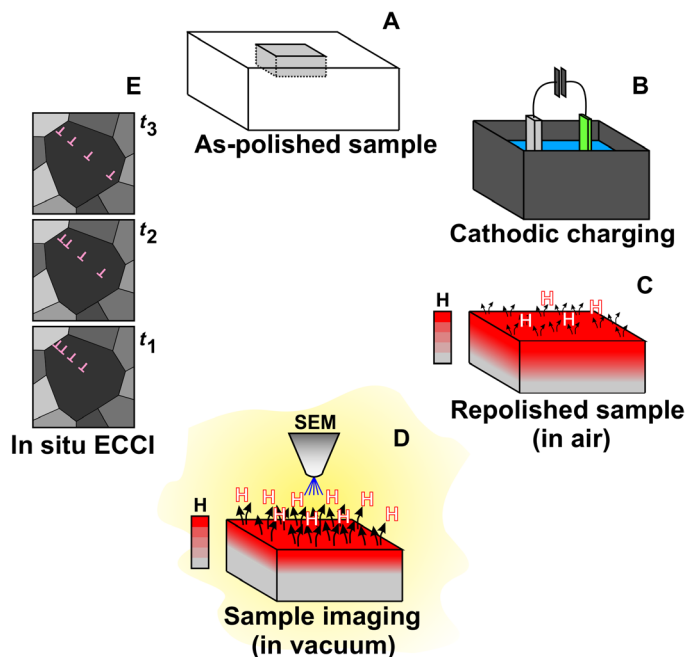 A
As-polished sample
B
Cathodic charging
C
H
H
H
H
H
Repolished sample
(in air)
D
SEM
H
H
H
H
H
H
H
H
H
Sample imaging
(in vacuum)
E
t3
t2
t1
In situ ECCI